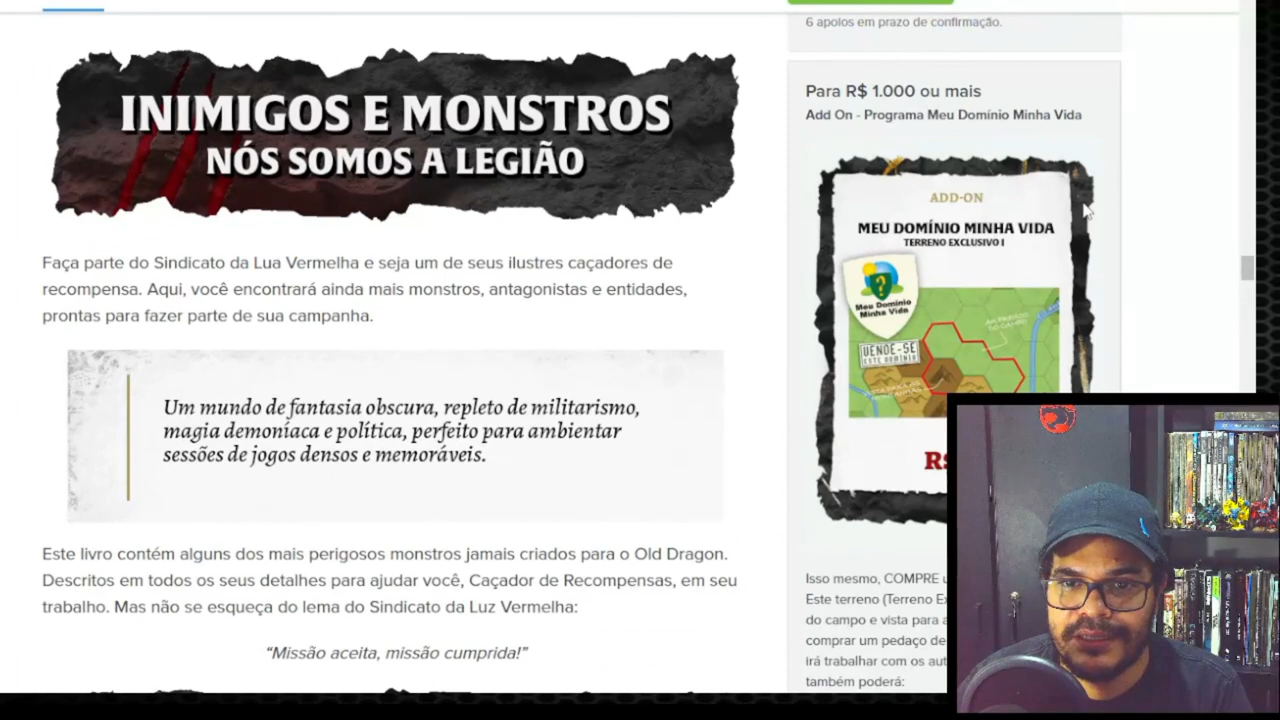 INIMIGOS E MONSTROS
NÓS SOMOS A LEGIÃO
Faça parte do Sindicato da Lua Vermelha e seja um de seus ilustres caçadores de
recompensa. Aqui, você encontrará ainda mais monstros, antagonistas e entidades,
prontas para fazer parte de sua campanha.
Um mundo de fantasia obscura, repleto de militarismo,
magia demoníaca e política, perfeito para ambientar
sessões de jogos densos e memoráveis.
Este livro contém alguns dos mais perigosos monstros jamais criados para o Old Dragon.
Descritos em todos os seus detalhes para ajudar você, Caçador de Recompensas, em seu
trabalho. Mas não se esqueça do lema do Sindicato da Luz Vermelha:
“Missão aceita, missão cumprida!”
6 apoios em prazo de confirmação.
Para R$ 1.000 ou mais
Add On - Programa Meu Domínio Minha Vida
ADD-ON
MEU DOMÍNIO MINHA VIDA
TERRENO EXCLUSIVO I
Meu Domínio
Minha Vida
VENDE-SE
ESTE DOMÍNIO
R$
Isso mesmo, COMPRE
Este terreno (Terreno
do campo e vista para
comprar um pedaço de
irá trabalhar com os
também poderá: